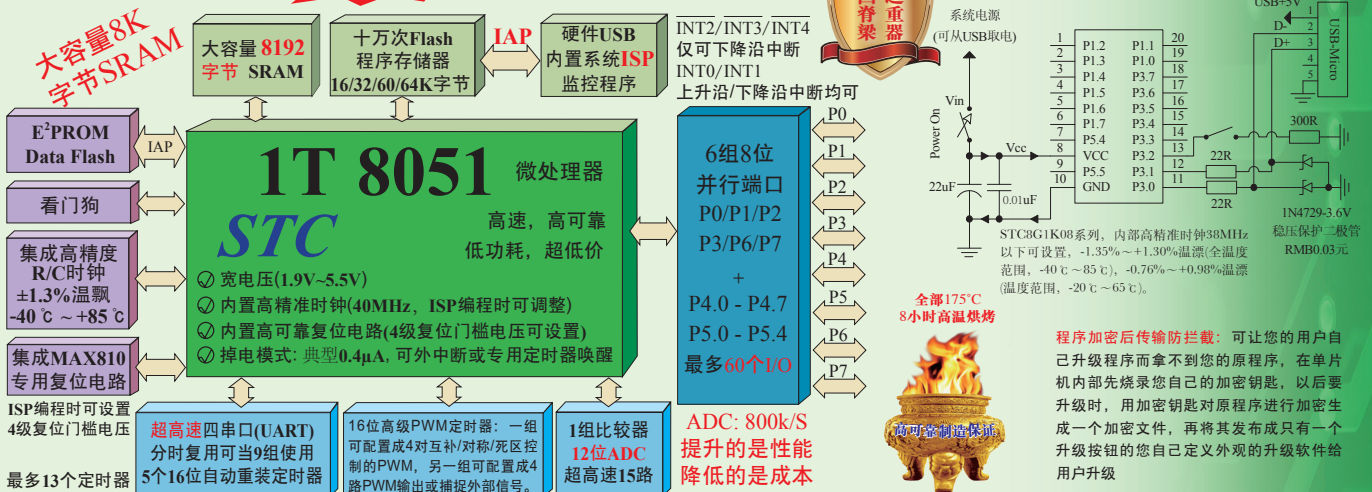 大容量8K
字节SRAM
大容量 8192
字节 SRAM
十万次Flash
程序存储器
16/32/60/64K字节
IAP
硬件USB
内置系统ISP
监控程序
INT2/INT3/INT4
仅可下降沿中断
INT0/INT1
上升沿/下降沿中断均可
E²PROM
Data Flash
IAP
看门狗
集成高精度
R/C时钟
±1.3%温飘
-40℃~+85℃
集成MAX810
专用复位电路
ISP编程时可设置
4级复位门槛电压
最多13个定时器
1T 8051 微处理器
STC
高速，高可靠
低功耗，超低价
宽电压(1.9V~5.5V)
内置高精准时钟(40MHz，ISP编程时可调整)
内置高可靠复位电路(4级复位门槛电压可设置)
掉电模式: 典型0.4μA, 可外中断或专用定时器唤醒
超高速四串口(UART)
分时复用可当9组使用
5个16位自动重装定时器
16位高级PWM定时器：一组
可配置成4对互补/对称/死区控
制的PWM，另一组可配置成4
路PWM输出或捕捉外部信号。
1组比较器
12位ADC
超高速15路
6组8位
并行端口
P0/P1/P2
P3/P6/P7
+
P4.0 - P4.7
P5.0 - P5.4
最多60个I/O
P0
P1
P2
P3
P4
P5
P6
P7
ADC: 800k/S
提升的是性能
降低的是成本
重器
脊梁
系统电源
(可从USB取电)
Vin
Power On
Vcc
22uF
0.01uF
1 P1.2 P1.1 20
2 P1.3 P1.0 19
3 P1.4 P3.7 18
4 P1.5 P3.6 17
5 P1.6 P3.5 16
6 P1.7 P3.4 15
7 P5.4 P3.3 14
8 VCC P3.2 13
9 P5.5 P3.1 12
10 GND P3.0 11
USB+5V
D-
D+
1
2
3
4
5
USB-Micro
300R
22R
22R
1N4729-3.6V
稳压保护二极管
RMB0.03元
STC8G1K08系列，内部高精准时钟38MHz
以下可设置，-1.35%～+1.30%温漂(全温度
范围，-40℃～85℃)，-0.76%～+0.98%温漂
(温度范围，-20℃～65℃)。
全部175℃
8小时高温烘烤
高可靠制造保证
程序加密后传输防拦截：可让您的用户自
己升级程序而拿不到您的原程序，在单片
机内部先烧录您自己的加密钥匙，以后要
升级时，用加密钥匙对原程序进行加密生
成一个加密文件，再将其发布成只有一个
升级按钮的您自己定义外观的升级软件给
用户升级